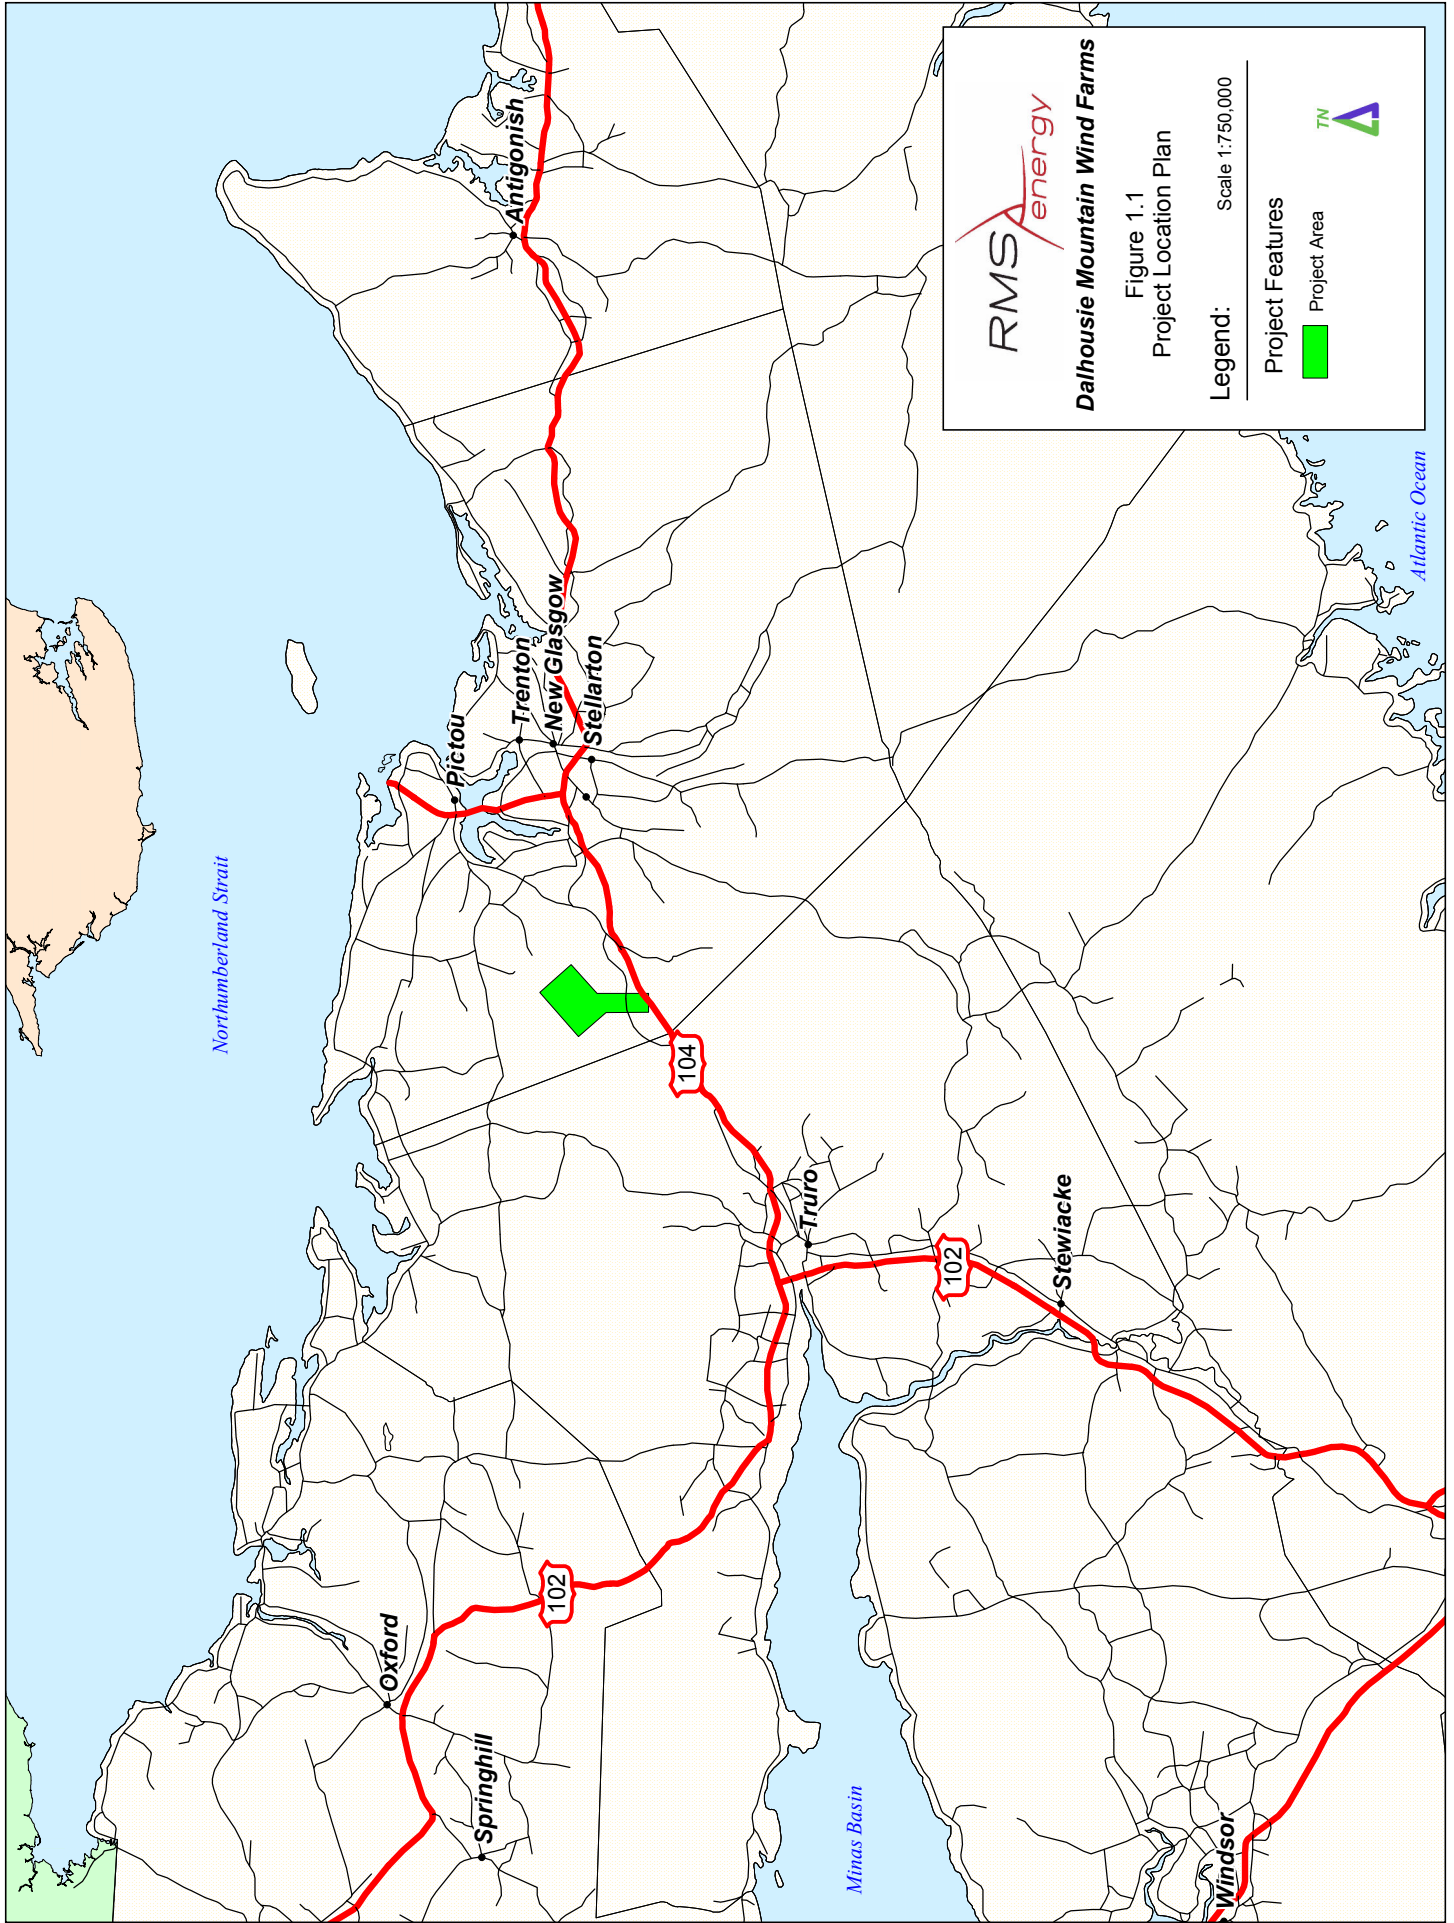 Northumberland Strait
Antigonish
Pictou
Trenton
New Glasgow
Stellarton
Oxford
Springhill
102
104
Truro
102
Stewiacke
Minas Basin
Windsor
Atlantic Ocean
RMS energy
Dalhousie Mountain Wind Farms
Figure 1.1
Project Location Plan
Legend:
Scale 1:750,000
Project Features
Project Area
TN